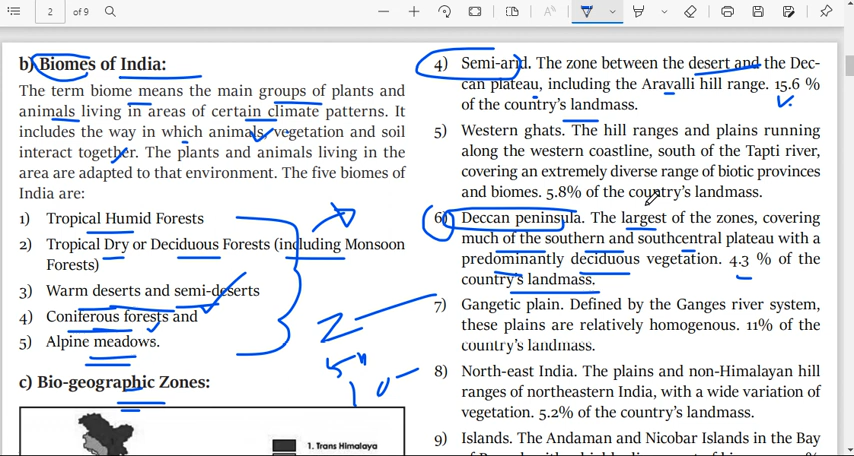 2 of 9
b) Biomes of India:
The term biome means the main groups of plants and
animals living in areas of certain climate patterns. It
includes the way in which animals, vegetation and soil
interact together. The plants and animals living in the
area are adapted to that environment. The five biomes of
India are:
1) Tropical Humid Forests
2) Tropical Dry or Deciduous Forests (including Monsoon
Forests)
3) Warm deserts and semi-deserts
4) Coniferous forests and
5) Alpine meadows.
c) Bio-geographic Zones:
1. Trans Himalaya
4) Semi-arid. The zone between the desert and the Dec-
can plateau, including the Aravalli hill range. 15.6 %
of the country's landmass.
5) Western ghats. The hill ranges and plains running
along the western coastline, south of the Tapti river,
covering an extremely diverse range of biotic provinces
and biomes. 5.8% of the country's landmass.
6) Deccan peninsula. The largest of the zones, covering
much of the southern and southcentral plateau with a
predominantly deciduous vegetation. 4.3 % of the
country's landmass.
7) Gangetic plain. Defined by the Ganges river system,
these plains are relatively homogenous. 11% of the
country's landmass.
8) North-east India. The plains and non-Himalayan hill
ranges of northeastern India, with a wide variation of
vegetation. 5.2% of the country's landmass.
9) Islands. The Andaman and Nicobar Islands in the Bay